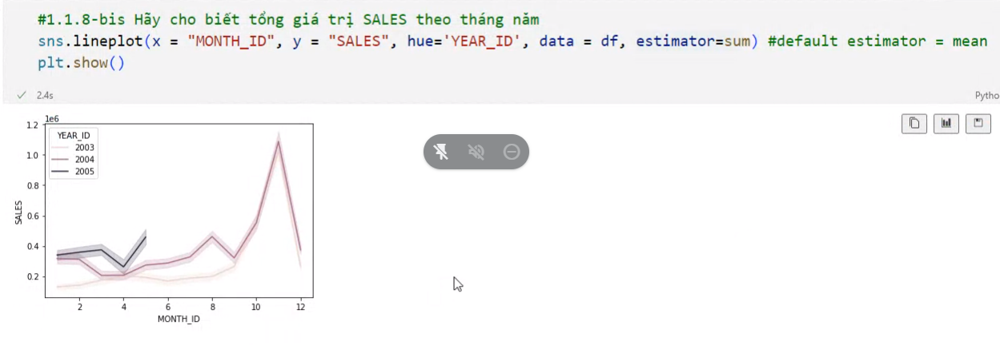 #1.1.8-bis Hãy cho biết tổng giá trị SALES theo tháng năm
sns.lineplot(x = "MONTH_ID", y = "SALES", hue='YEAR_ID', data = df, estimator=sum) #default estimator = mean
plt.show()
2.4s
Pytho
1e6
1.2
1.0
0.8
0.6
0.4
0.2
SALES
YEAR_ID
2003
2004
2005
2 4 6 8 10 12
MONTH_ID